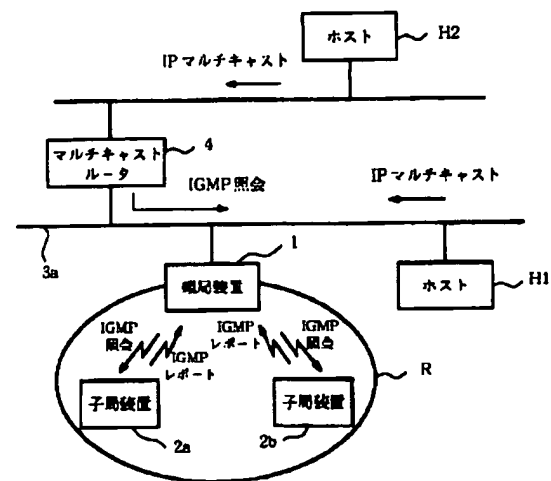 ホスト
H2
IPマルチキャスト
マルチキャスト
ルータ
4
IGMP照会
IPマルチキャスト
3a
1
親局装置
ホスト
H1
IGMP
照会
IGMP
レポート
IGMP
レポート
IGMP
照会
R
子局装置
子局装置
2a
2b